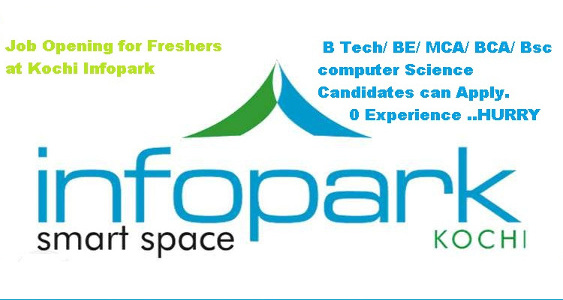 Job Opening for Freshers
at Kochi Infopark
B Tech/ BE/ MCA/ BCA/ Bsc
computer Science
Candidates can Apply.
0 Experience ..HURRY
infopark
smart space
KOCHI